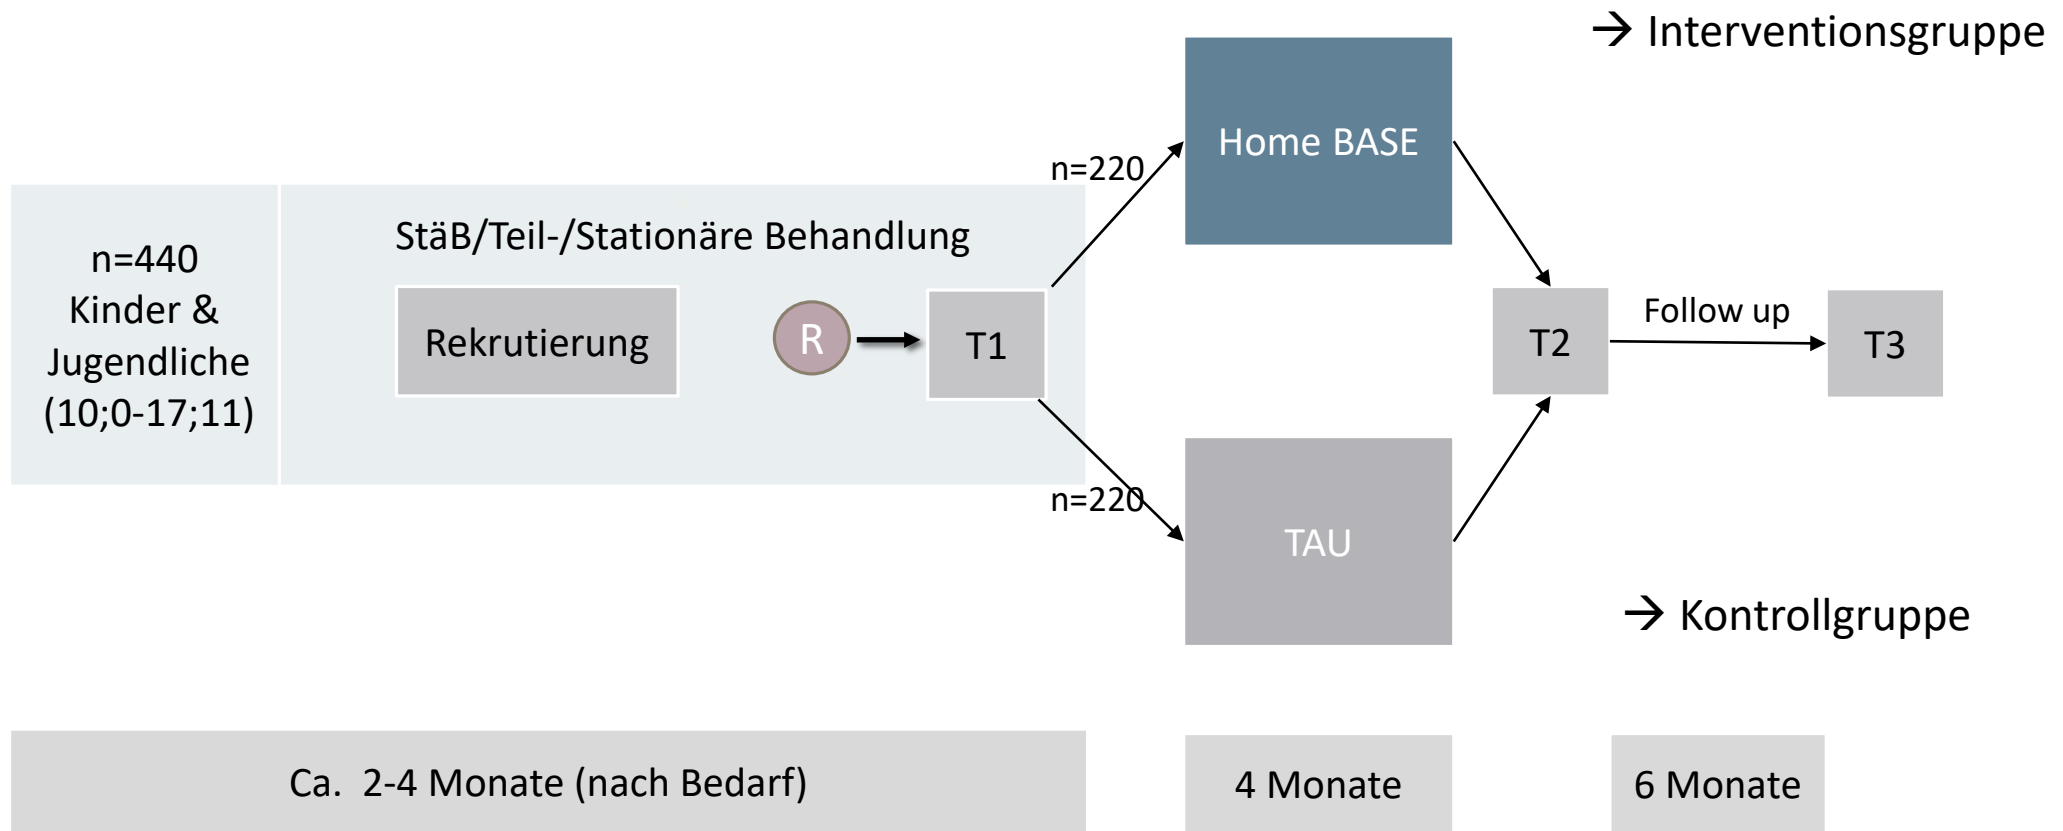 → Interventionsgruppe
Home BASE
n=220
StäB/Teil-/Stationäre Behandlung
n=440
Kinder &
Jugendliche
(10;0-17;11)
Rekrutierung
R
T1
T2
Follow up
T3
n=220
TAU
→ Kontrollgruppe
Ca. 2-4 Monate (nach Bedarf)
4 Monate
6 Monate